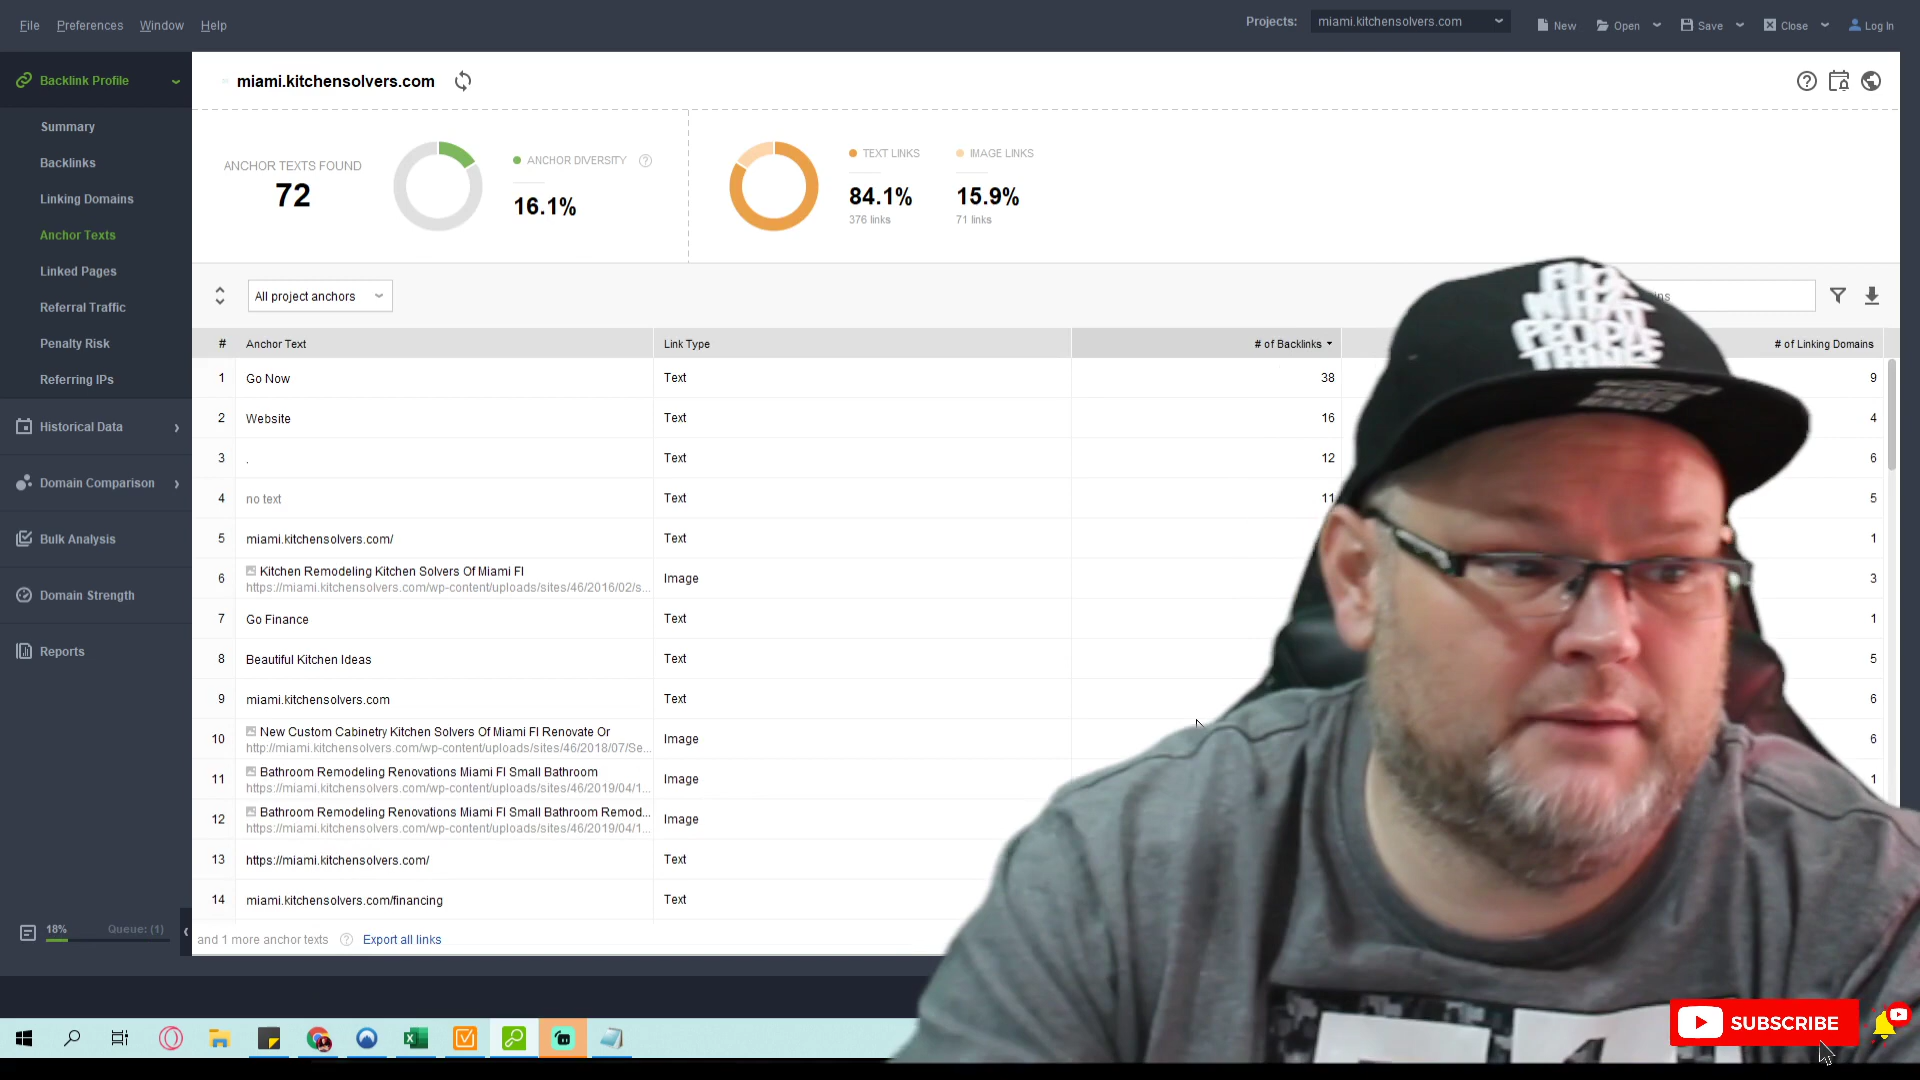 File Preferences Window Help Projects: miami.kitchensolvers.com New Open Save Close Log In
Backlink Profile
miami.kitchensolvers.com
Summary
Backlinks
Linking Domains
Anchor Texts
Linked Pages
Referral Traffic
Penalty Risk
Referring IPs
Historical Data
Domain Comparison
Bulk Analysis
Domain Strength
Reports
18% Queue: (1)
ANCHOR TEXTS FOUND
72
ANCHOR DIVERSITY
16.1%
TEXT LINKS
84.1%
376 links
IMAGE LINKS
15.9%
71 links
All project anchors
# Anchor Text Link Type # of Backlinks # of Linking Domains
1 Go Now Text 38 9
2 Website Text 16 4
3 . Text 12 6
4 no text Text 11 5
5 miami.kitchensolvers.com/ Text 1
6 Kitchen Remodeling Kitchen Solvers Of Miami Fl Image 3
https://miami.kitchensolvers.com/wp-content/uploads/sites/46/2016/02/s...
7 Go Finance Text 1
8 Beautiful Kitchen Ideas Text 5
9 miami.kitchensolvers.com Text 6
10 New Custom Cabinetry Kitchen Solvers Of Miami Fl Renovate Or Image 6
http://miami.kitchensolvers.com/wp-content/uploads/sites/46/2018/07/Se...
11 Bathroom Remodeling Renovations Miami Fl Small Bathroom Image 1
https://miami.kitchensolvers.com/wp-content/uploads/sites/46/2019/04/1...
12 Bathroom Remodeling Renovations Miami Fl Small Bathroom Remod... Image
https://miami.kitchensolvers.com/wp-content/uploads/sites/46/2019/04/1...
13 https://miami.kitchensolvers.com/ Text
14 miami.kitchensolvers.com/financing Text
and 1 more anchor texts Export all links
WHAT
PEOPLE
THINK
SUBSCRIBE